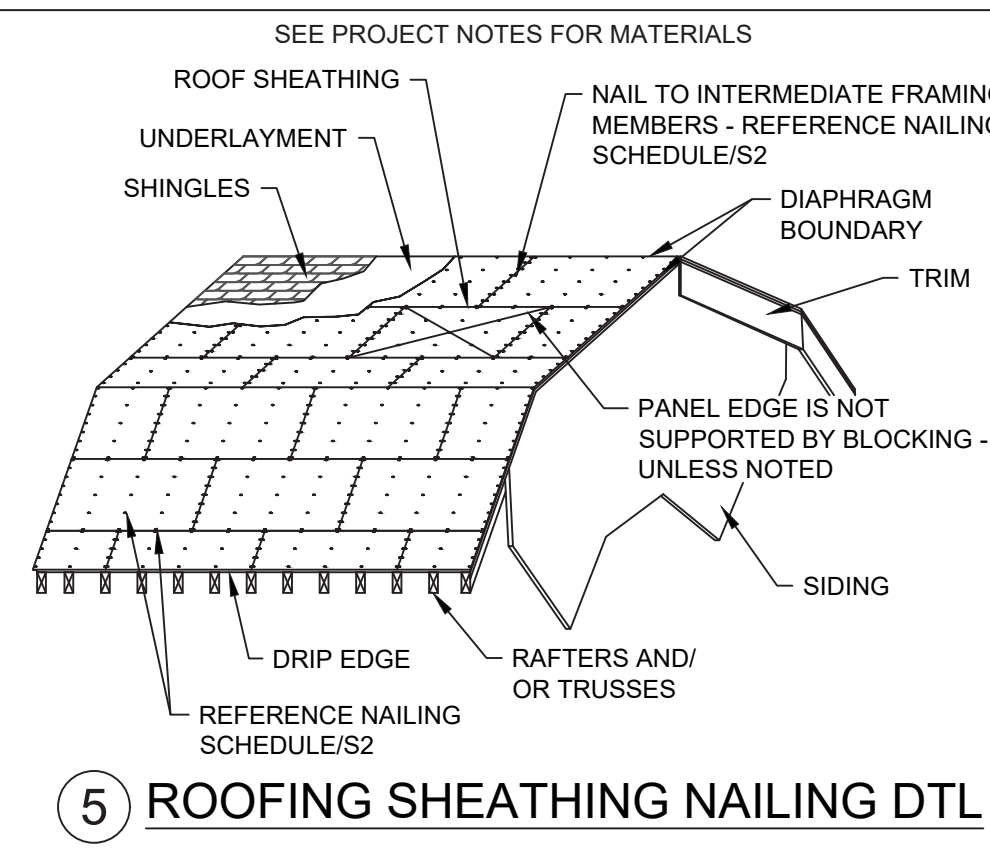 SEE PROJECT NOTES FOR MATERIALS
ROOF SHEATHING
NAIL TO INTERMEDIATE FRAMING
MEMBERS - REFERENCE NAILING
SCHEDULE/S2
UNDERLAYMENT
SHINGLES
DIAPHRAGM
BOUNDARY
TRIM
PANEL EDGE IS NOT
SUPPORTED BY BLOCKING -
UNLESS NOTED
SIDING
DRIP EDGE
RAFTERS AND/
OR TRUSSES
REFERENCE NAILING
SCHEDULE/S2
5 ROOFING SHEATHING NAILING DTL